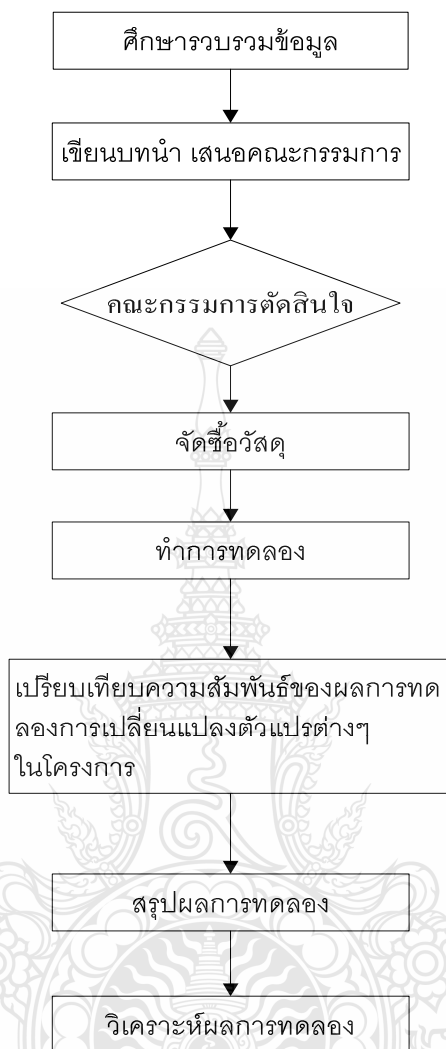 ศึกษารวบรวมข้อมูล
เขียนบทนำ เสนอคณะกรรมการ
คณะกรรมการตัดสินใจ
จัดซื้อวัสดุ
ทำการทดลอง
เปรียบเทียบความสัมพันธ์ของผลการทด
ลองการเปลี่ยนแปลงตัวแปรต่างๆ
ในโครงการ
สรุปผลการทดลอง
วิเคราะห์ผลการทดลอง